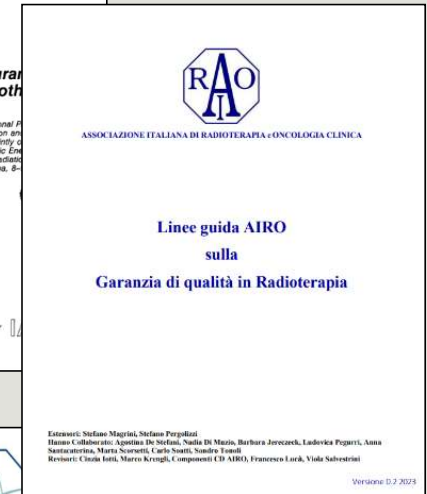 RAO
I
ASSOCIAZIONE ITALIANA DI RADIOTERAPIA e ONCOLOGIA CLINICA
Linee guida AIRO
sulla
Garanzia di qualità in Radioterapia
Estensori: Stefano Magrini, Stefano Pergolizzi
Hanno Collaborato: Agostina De Stefani, Nadia Di Muzio, Barbara Jereczeck, Ludovica Pegurri, Anna
Santacaterina, Marta Scorsetti, Carlo Soatti, Sandro Tonoli
Revisori: Cinzia Iotti, Marco Krengli, Componenti CD AIRO, Francesco Lucà, Viola Salvestrini
Versione 0.2 2023